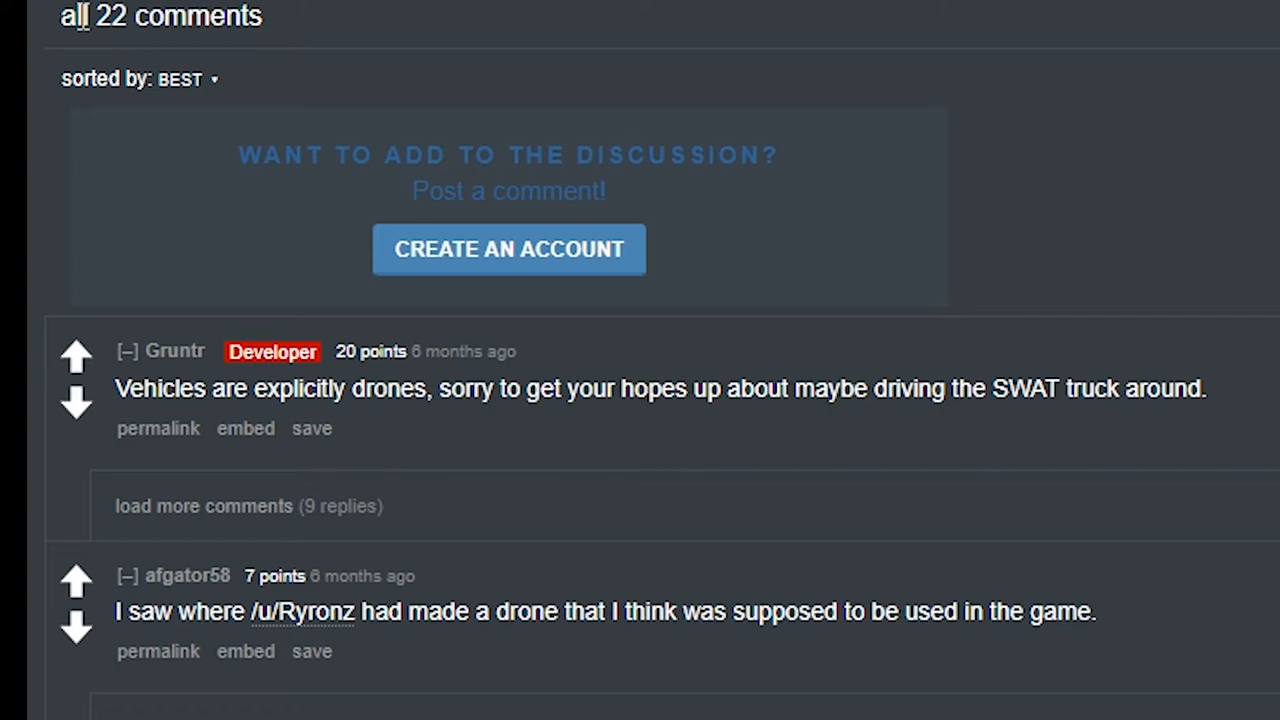 all 22 comments
sorted by: BEST ▾
WANT TO ADD TO THE DISCUSSION?
Post a comment!
CREATE AN ACCOUNT
[–] Gruntr Developer 20 points 6 months ago
Vehicles are explicitly drones, sorry to get your hopes up about maybe driving the SWAT truck around.
permalink embed save
load more comments (9 replies)
[–] afgator58 7 points 6 months ago
I saw where /u/Ryronz had made a drone that I think was supposed to be used in the game.
permalink embed save